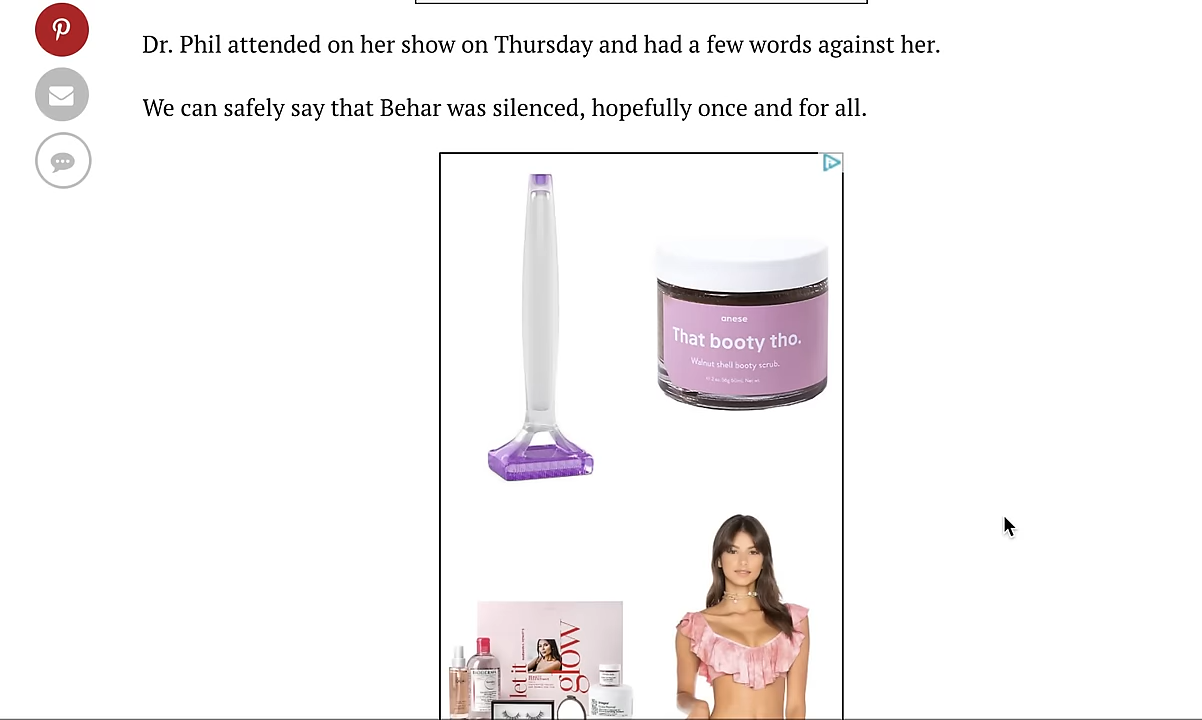 Dr. Phil attended on her show on Thursday and had a few words against her.
We can safely say that Behar was silenced, hopefully once and for all.
anese
That booty tho.
Walnut shell booty scrub.
let it
glow